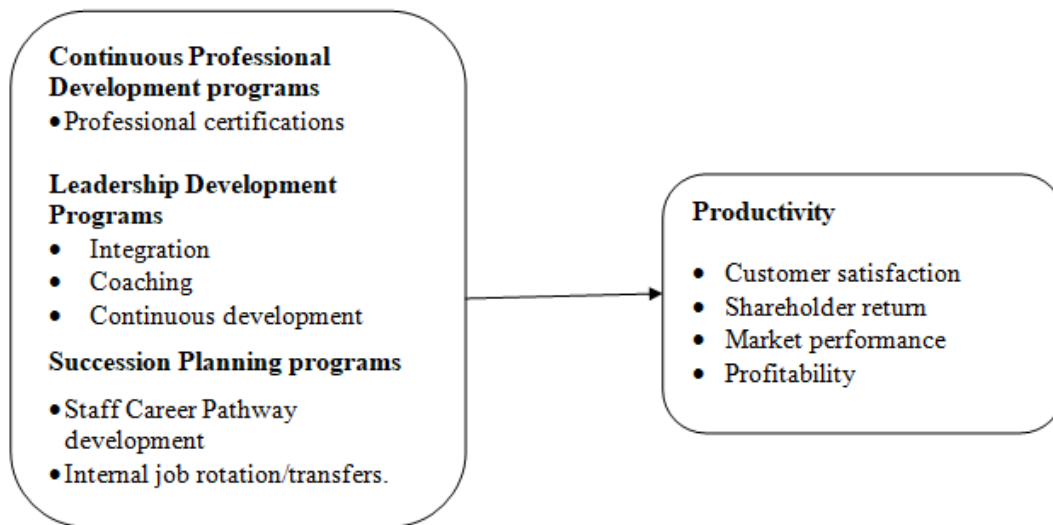 Continuous Professional
Development programs
•Professional certifications
Leadership Development
Programs
• Integration
• Coaching
• Continuous development
Succession Planning programs
•Staff Career Pathway
development
•Internal job rotation/transfers.
Productivity
• Customer satisfaction
• Shareholder return
• Market performance
• Profitability